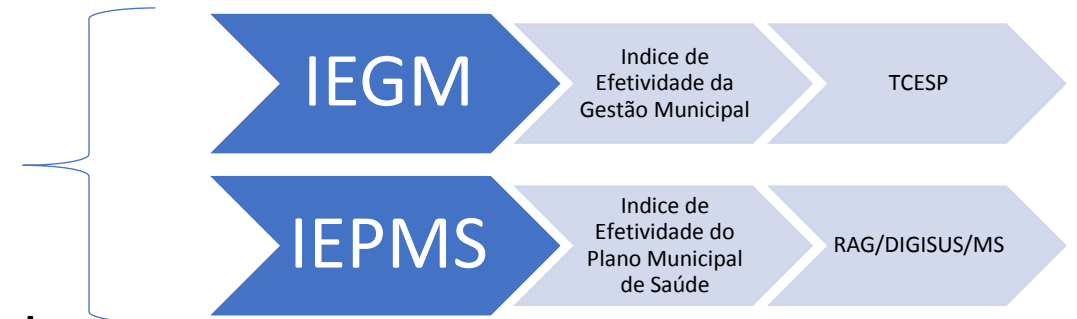 IEGM
Indice de
Efetividade da
Gestão Municipal
TCESP
IEPMS
Indice de
Efetividade do
Plano Municipal
de Saúde
RAG/DIGISUS/MS